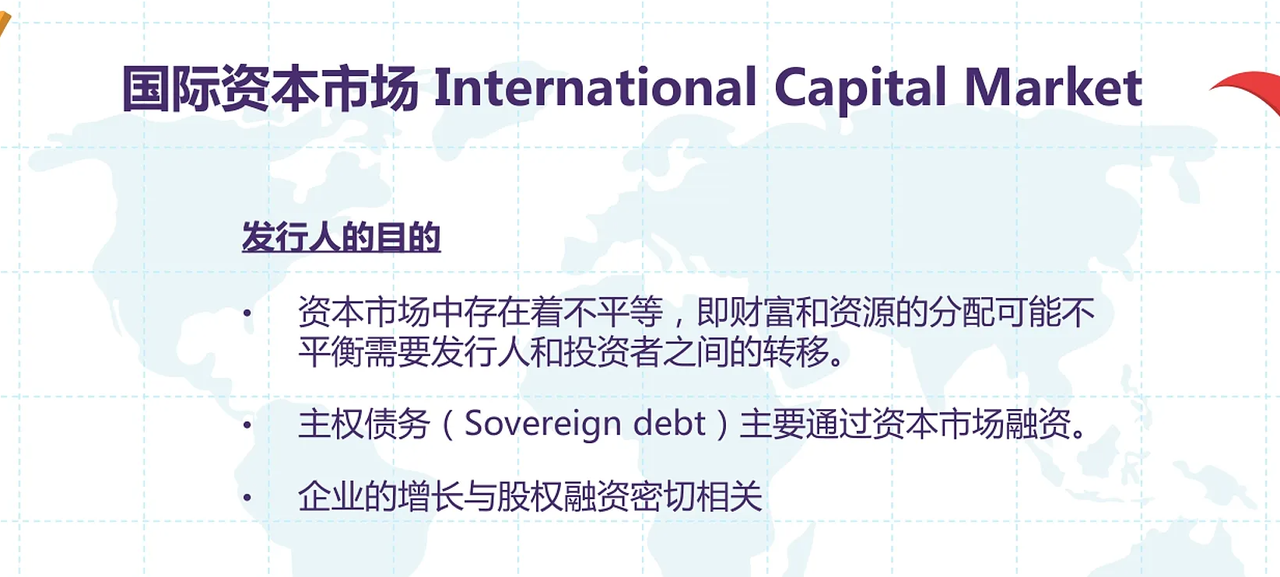 国际资本市场 International Capital Market
发行人的目的
• 资本市场中存在着不平等，即财富和资源的分配可能不
平衡需要发行人和投资者之间的转移。
• 主权债务（Sovereign debt）主要通过资本市场融资。
• 企业的增长与股权融资密切相关